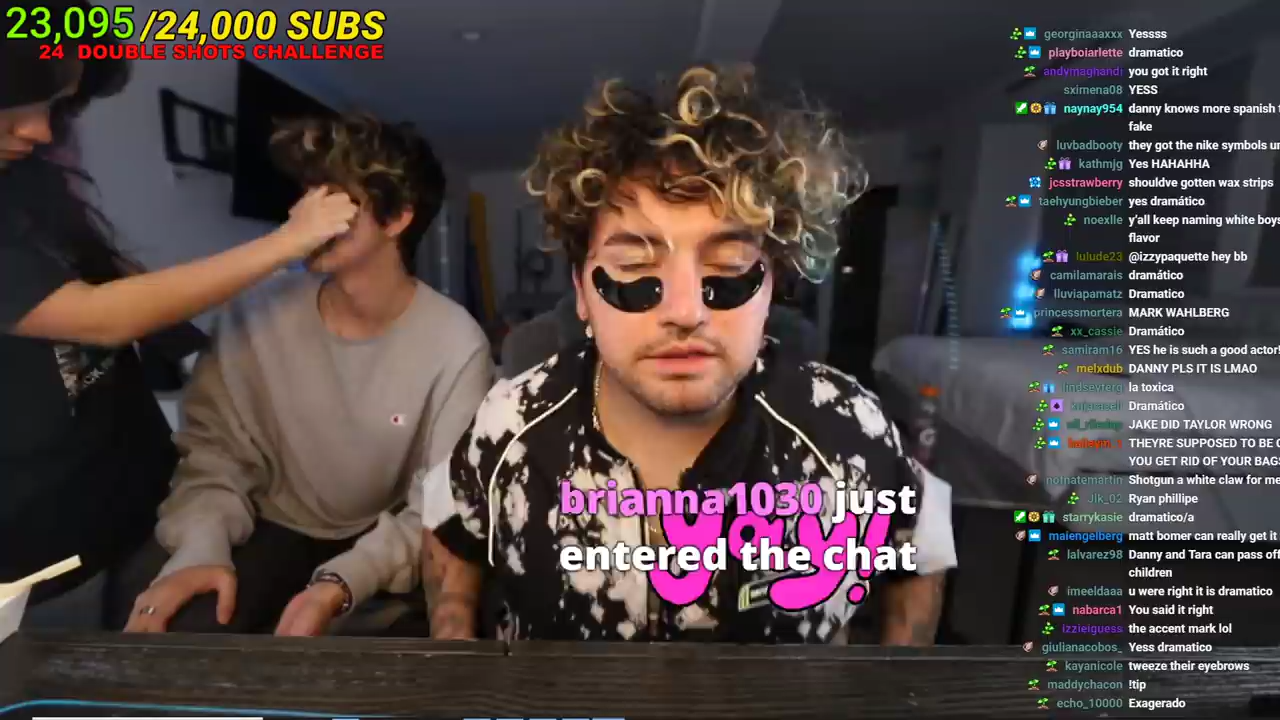 23,095/24,000 SUBS
24 DOUBLE SHOTS CHALLENGE
georginaaaxxx Yessss
playboiarlette dramatico
andymagnandi you got it right
sximena08 YESS
naynay954 danny knows more spanish
fake
luvbadbooty they got the nike symbols
kathmjg Yes HAHAHHA
jcsstrawberry shouldve gotten wax strips
taehyungbieber yes dramático
noexlle y'all keep naming white boys
flavor
lulude23 @izzypaquette hey bb
camilamarais dramático
lluviapamatz Dramatico
princessmortera MARK WAHLBERG
xx_cassie Dramático
samiram16 YES he is such a good actor!
melxdub DANNY PLS IT IS LMAO
lindseyterg la toxica
Dramático
JAKE DID TAYLOR WRONG
THEYRE SUPPOSED TO BE
YOU GET RID OF YOUR BAGS
notnatemartin Shotgun a white claw for me
Jlk_02 Ryan phillipe
starrykasie dramatico/a
maiengelberg matt bomer can really get it
lalvarez98 Danny and Tara can pass off
children
imeeldaaa u were right it is dramatico
nabarca1 You said it right
izzieiguess the accent mark lol
giulianacobos_ Yess dramatico
kayanicole tweeze their eyebrows
maddychacon !tip
echo_10000 Exagerado
brianna1030 just
entered the chat
yay!